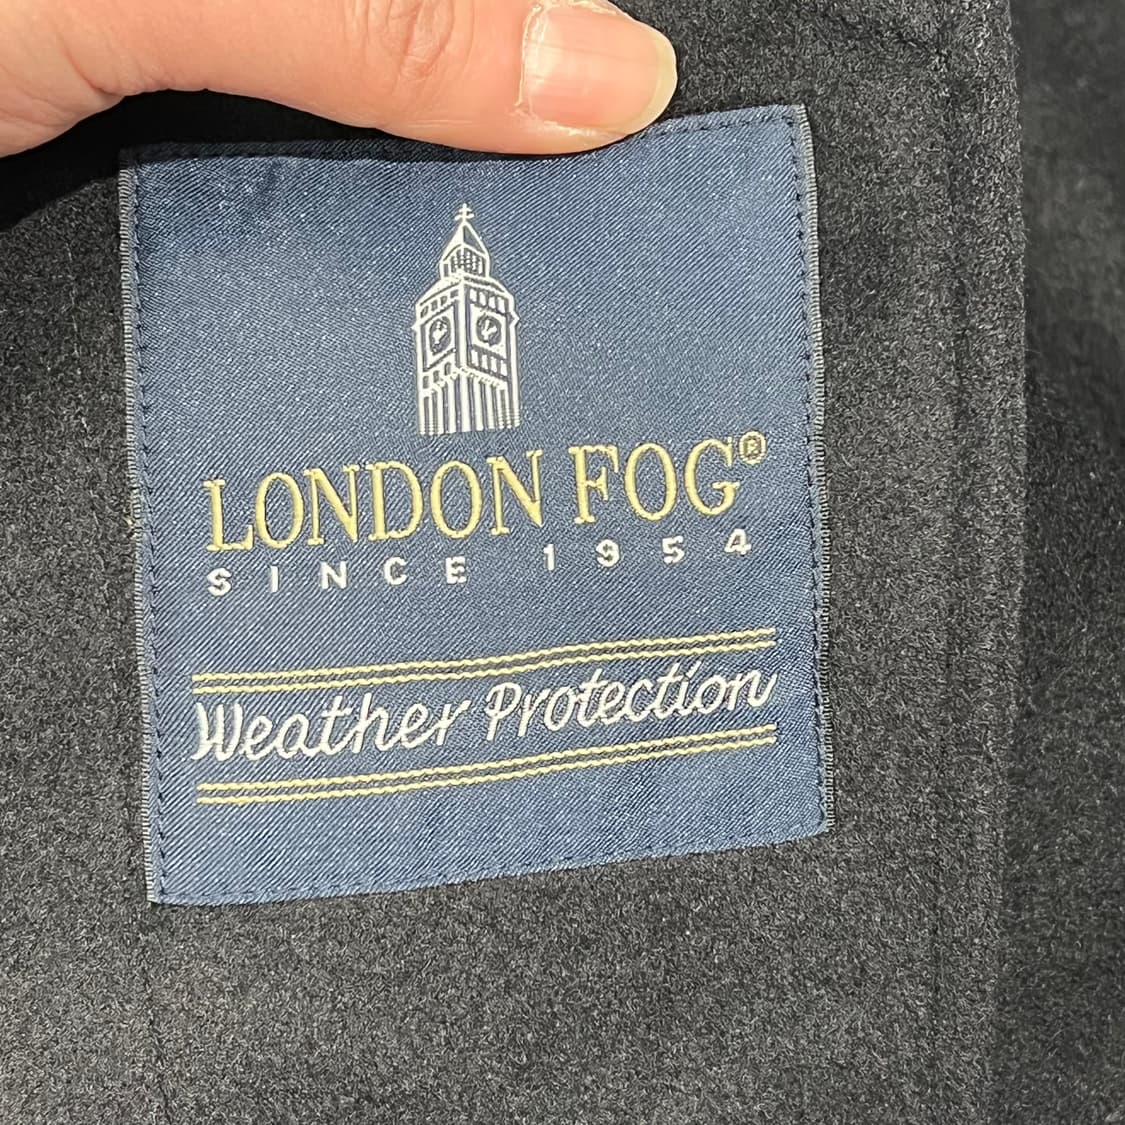 LONDON FOG®
SINCE 1954
Weather Protection